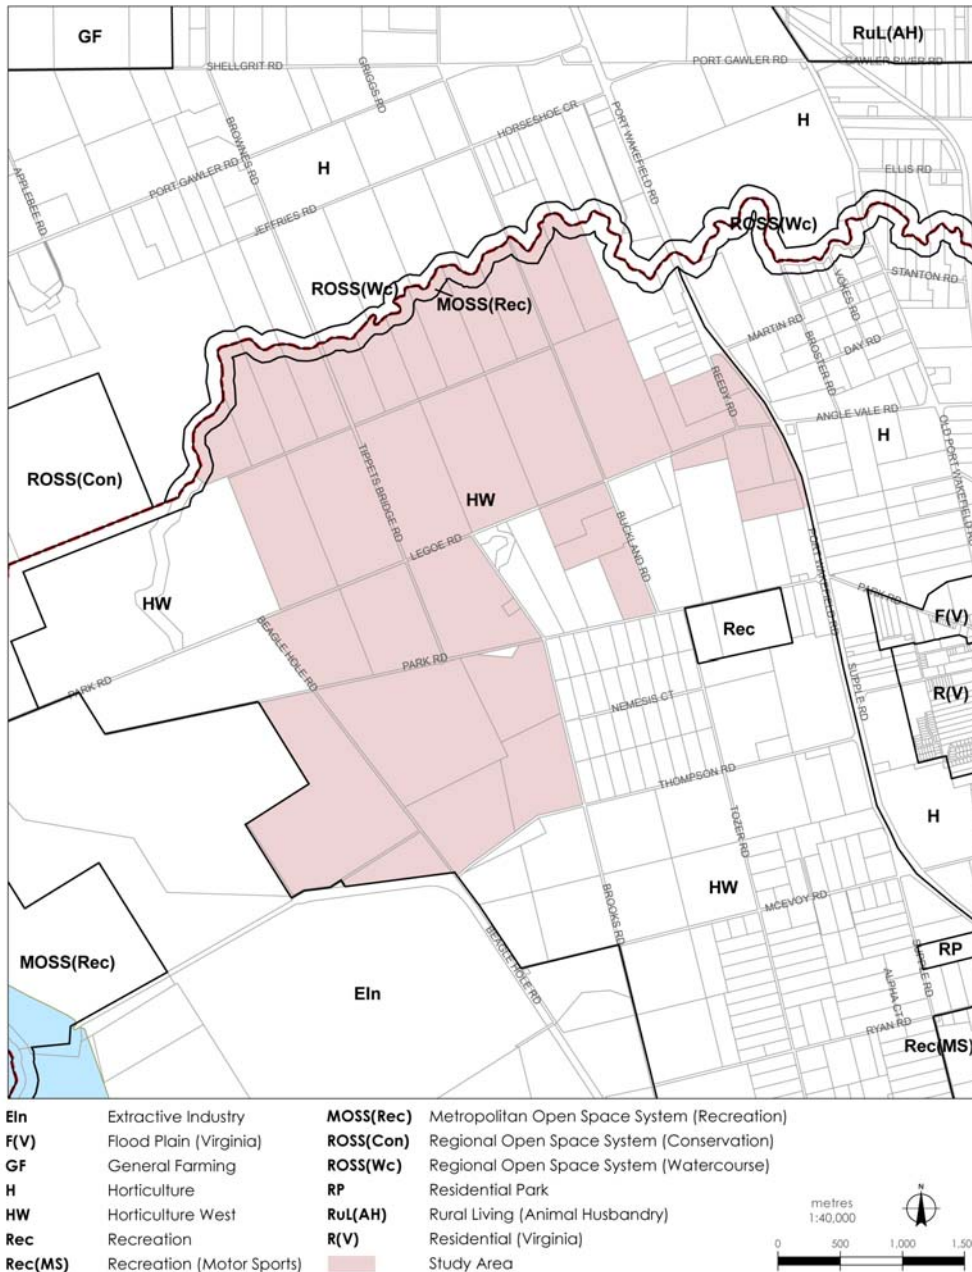 GF
RuL(AH)
SHELLGRIT RD
GRIGGS RD
PORT GAWLER RD
GAWLER RIVER RD
HORSESHOE CR
PORT WAKEFIELD RD
H
BROWNES RD
H
APPLEBEE RD
PORT GAWLER RD
ELLIS RD
JEFFRIES RD
ROSS(Wc)
STANTON RD
VOKES RD
ROSS(Wc)
MOSS(Rec)
MARTIN RD
BROSTER RD
DAY RD
REEDY RD
ANGLE VALE RD
H
OLD PORT WAKEFIELD RD
ROSS(Con)
TIPPETS BRIDGE RD
HW
BUCKLAND RD
LEGOE RD
PORT WAKEFIELD RD
HW
PARK RD
F(V)
BEAGLE HOLE RD
Rec
PARK RD
PARK RD
SUPPLE RD
R(V)
NEMESIS CT
THOMPSON RD
TOZER RD
H
HW
MCEVOY RD
BROOKS RD
BEAGLE HOLE RD
MOSS(Rec)
RP
SUPPLE RD
ALPHA CT
EIn
RYAN RD
Rec(MS)
EIn Extractive Industry MOSS(Rec) Metropolitan Open Space System (Recreation)
F(V) Flood Plain (Virginia) ROSS(Con) Regional Open Space System (Conservation)
GF General Farming ROSS(Wc) Regional Open Space System (Watercourse)
H Horticulture RP Residential Park
HW Horticulture West RuL(AH) Rural Living (Animal Husbandry)
Rec Recreation R(V) Residential (Virginia)
Rec(MS) Recreation (Motor Sports) Study Area
metres
1:40,000
N
0 500 1,000 1,50